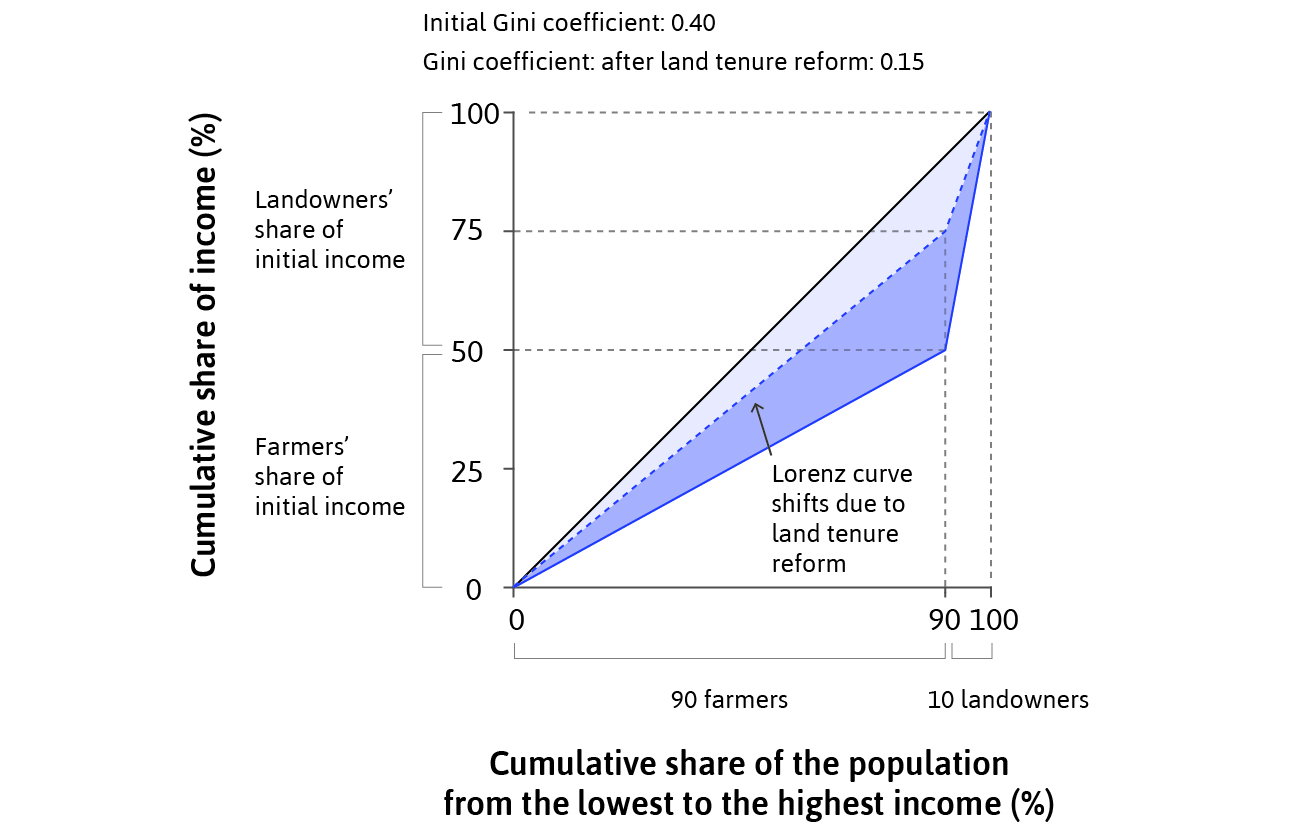 Initial Gini coefficient: 0.40
Gini coefficient: after land tenure reform: 0.15
Cumulative share of income (%)
Landowners’
share of
initial income
Farmers’
share of
initial income
100
75
50
25
0
Lorenz curve
shifts due to
land tenure
reform
0
90
100
90 farmers
10 landowners
Cumulative share of the population
from the lowest to the highest income (%)